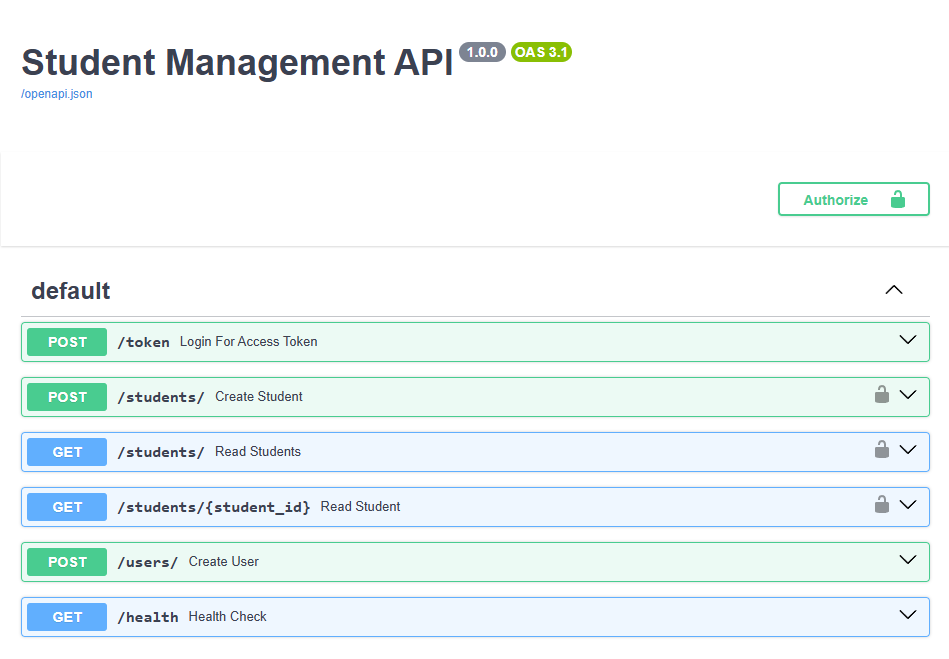 Student Management API 1.0.0 OAS 3.1
/openapi.json
Authorize
default
POST /token Login For Access Token
POST /students/ Create Student
GET /students/ Read Students
GET /students/{student_id} Read Student
POST /users/ Create User
GET /health Health Check